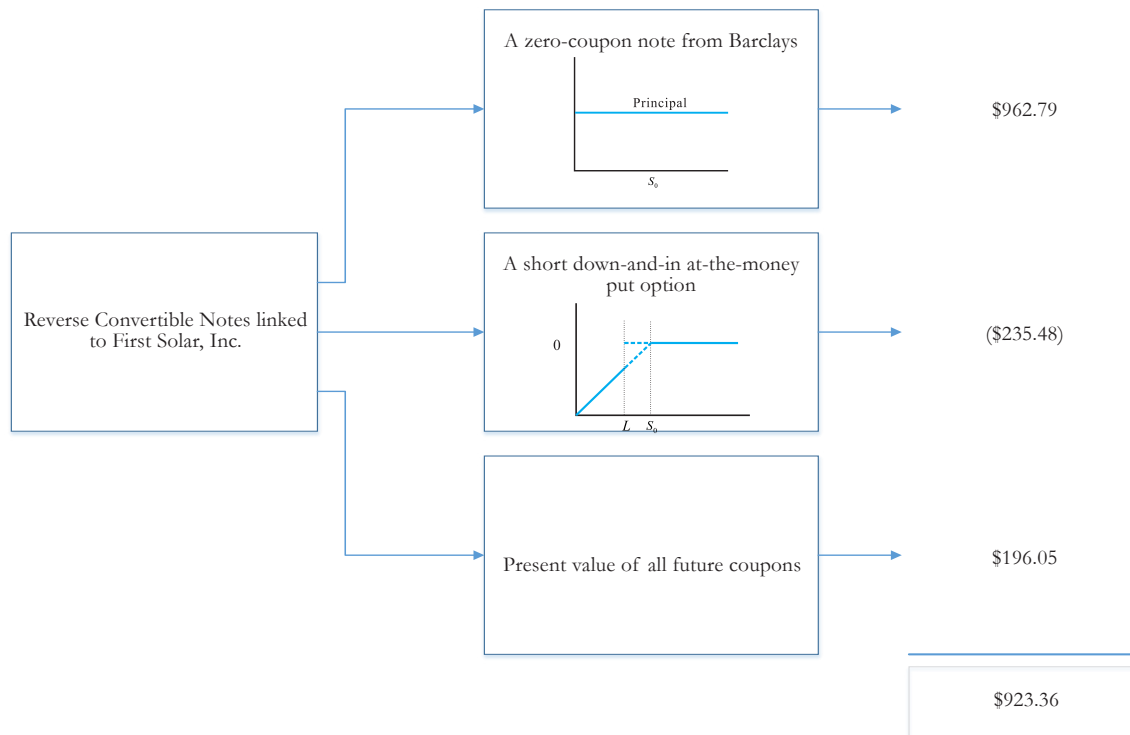 A zero-coupon note from Barclays
Principal
S₀
$962.79
Reverse Convertible Notes linked
to First Solar, Inc.
A short down-and-in at-the-money
put option
0
L S₀
($235.48)
Present value of all future coupons
$196.05
$923.36